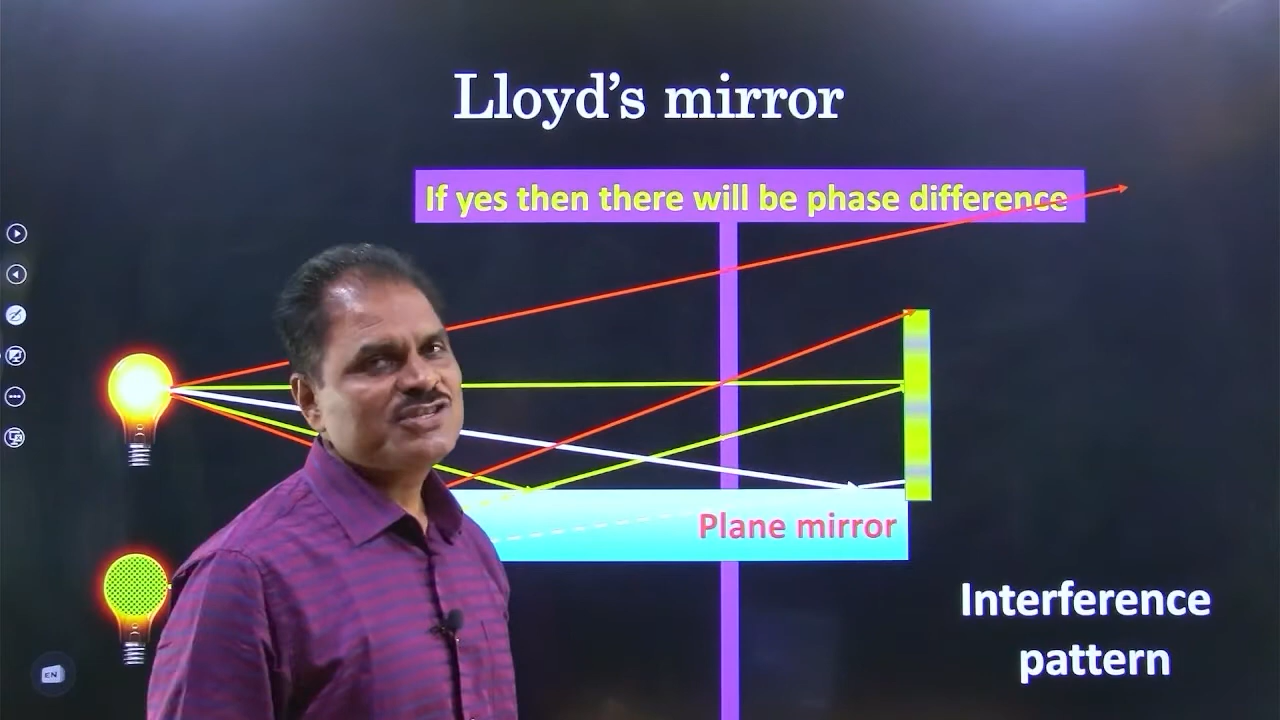 Lloyd's mirror
If yes then there will be phase difference
Plane mirror
Interference
pattern
EN